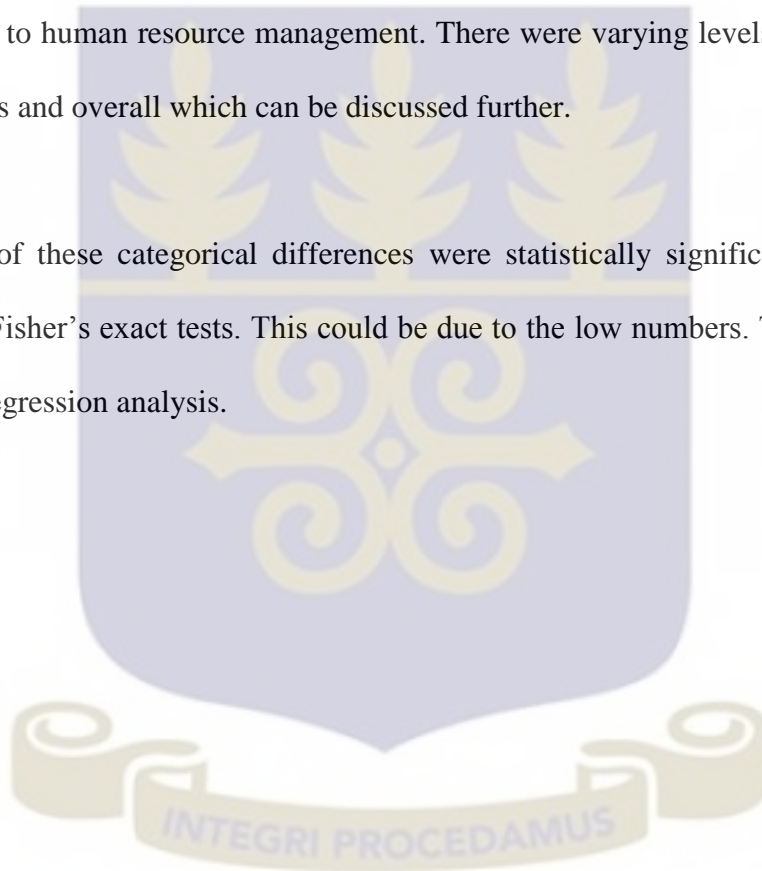 to human resource management. There were varying levels
s and overall which can be discussed further.
of these categorical differences were statistically signific
Fisher's exact tests. This could be due to the low numbers. T
egression analysis.
INTEGRI PROCEDAMUS